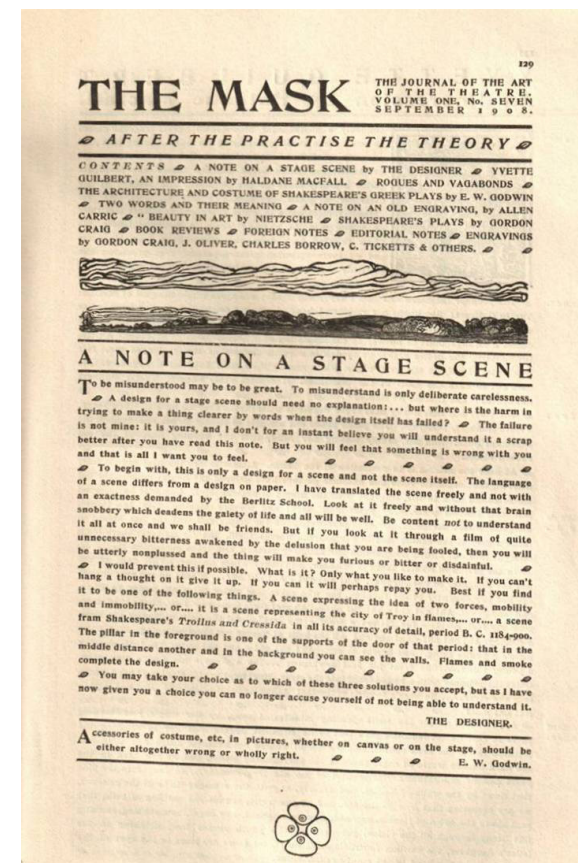 129
THE MASK
THE JOURNAL OF THE ART
OF THE THEATRE.
VOLUME ONE, No. SEVEN
SEPTEMBER 1908.
AFTER THE PRACTISE THE THEORY
CONTENTS A NOTE ON A STAGE SCENE by THE DESIGNER YVETTE
GUILBERT, AN IMPRESSION by HALDANE MACFALL ROGUES AND VAGABONDS
THE ARCHITECTURE AND COSTUME OF SHAKESPEARE'S GREEK PLAYS by E. W. GODWIN
TWO WORDS AND THEIR MEANING A NOTE ON AN OLD ENGRAVING, by ALLEN
CARRIC " BEAUTY IN ART by NIETZSCHE SHAKESPEARE'S PLAYS by GORDON
CRAIG BOOK REVIEWS FOREIGN NOTES EDITORIAL NOTES ENGRAVINGS
by GORDON CRAIG, J. OLIVER, CHARLES BORROW, C. TICKETTS & OTHERS.
A NOTE ON A STAGE SCENE
To be misunderstood may be to be great. To misunderstand is only deliberate carelessness.
A design for a stage scene should need no explanation:... but where is the harm in
trying to make a thing clearer by words when the design itself has failed? The failure
is not mine: it is yours, and I don't for an instant believe you will understand it a scrap
better after you have read this note. But you will feel that something is wrong with you
and that is all I want you to feel.
To begin with, this is only a design for a scene and not the scene itself. The language
of a scene differs from a design on paper. I have translated the scene freely and not with
an exactness demanded by the Berlitz School. Look at it freely and without that brain
snobbery which deadens the gaiety of life and all will be well. Be content not to understand
it all at once and we shall be friends. But if you look at it through a film of quite
unnecessary bitterness awakened by the delusion that you are being fooled, then you will
be utterly nonplussed and the thing will make you furious or bitter or disdainful.
I would prevent this if possible. What is it? Only what you like to make it. If you can't
hang a thought on it give it up. If you can it will perhaps repay you. Best if you find
it to be one of the following things. A scene expressing the idea of two forces, mobility
and immobility,... or.... it is a scene representing the city of Troy in flames,... or.... a scene
fram Shakespeare's Troilus and Cressida in all its accuracy of detail, period B. C. 1184-900.
The pillar in the foreground is one of the supports of the door of that period: that in the
middle distance another and in the background you can see the walls. Flames and smoke
complete the design.
You may take your choice as to which of these three solutions you accept, but as I have
now given you a choice you can no longer accuse yourself of not being able to understand it.
THE DESIGNER.
Accessories of costume, etc, in pictures, whether on canvas or on the stage, should be
either altogether wrong or wholly right.
E. W. Godwin.